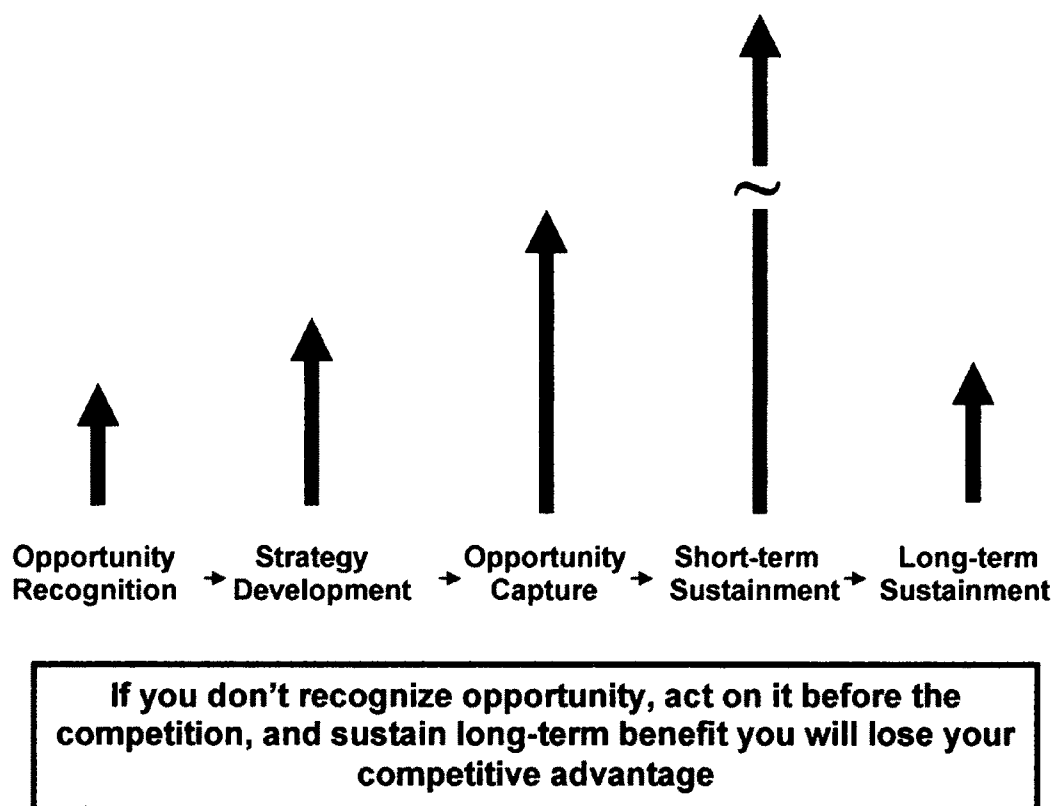 Opportunity Recognition
Strategy Development
Opportunity Capture
Short-term Sustainment
Long-term Sustainment
If you don't recognize opportunity, act on it before the
competition, and sustain long-term benefit you will lose your
competitive advantage